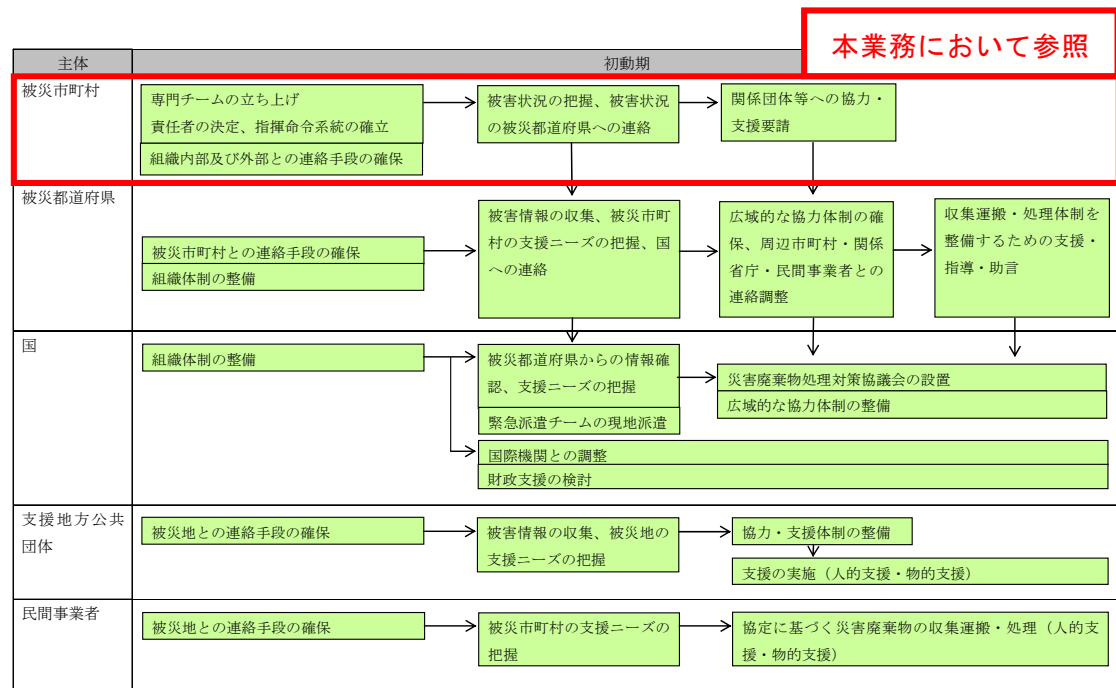 本業務において参照
主体
初動期
被災市町村
専門チームの立ち上げ
責任者の決定、指揮命令系統の確立
組織内部及び外部との連絡手段の確保
被害状況の把握、被害状況
の被災都道府県への連絡
関係団体等への協力・
支援要請
被災都道府県
被災市町村との連絡手段の確保
組織体制の整備
被害情報の収集、被災市町
村の支援ニーズの把握、国
への連絡
広域的な協力体制の確
保、周辺市町村・関係
省庁・民間事業者との
連絡調整
収集運搬・処理体制を
整備するための支援・
指導・助言
国
組織体制の整備
被災都道府県からの情報確
認、支援ニーズの把握
緊急派遣チームの現地派遣
災害廃棄物処理対策協議会の設置
広域的な協力体制の整備
国際機関との調整
財政支援の検討
支援地方公共
団体
被災地との連絡手段の確保
被害情報の収集、被災地の
支援ニーズの把握
協力・支援体制の整備
支援の実施（人的支援・物的支援）
民間事業者
被災地との連絡手段の確保
被災市町村の支援ニーズの
把握
協定に基づく災害廃棄物の収集運搬・処理（人的支
援・物的支援）